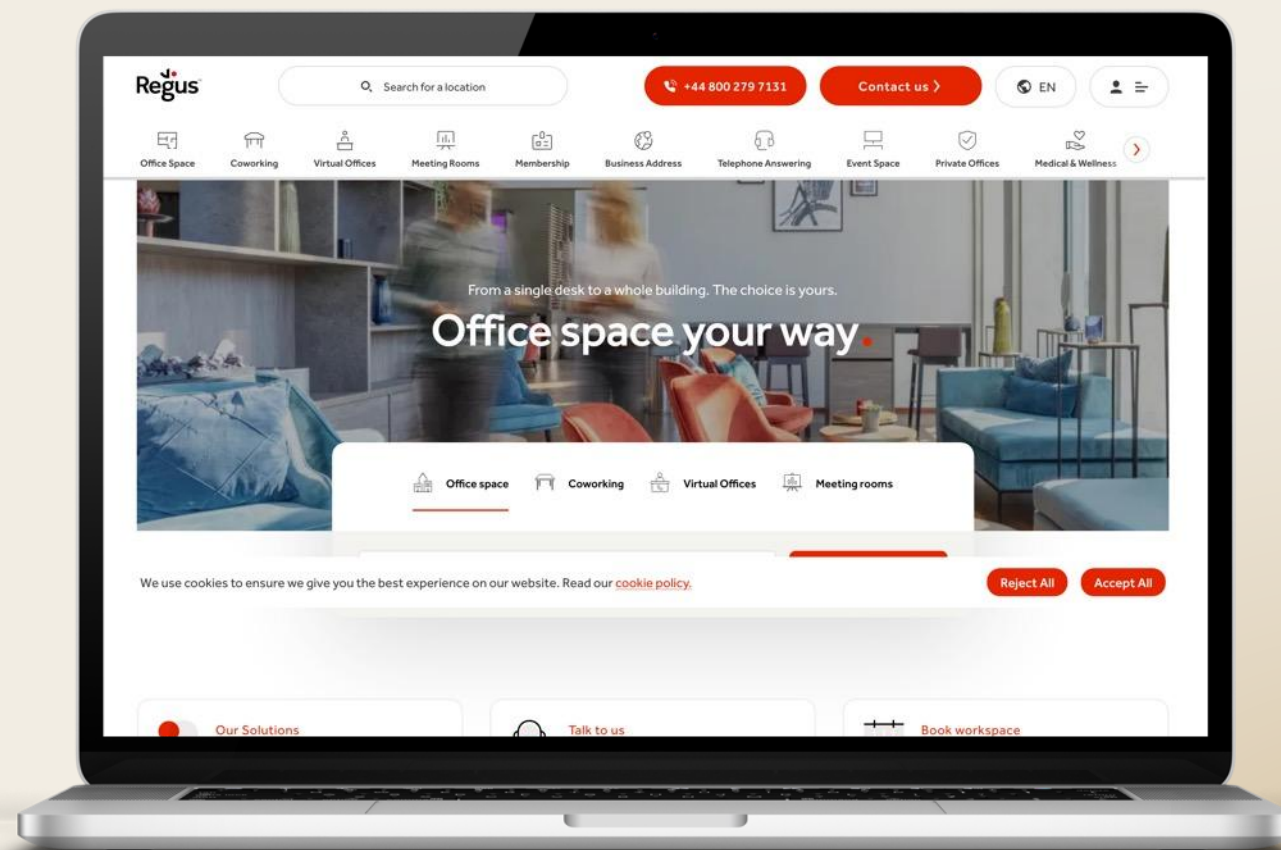 Regus
Search for a location
+44 800 279 7131
Contact us
EN
Office Space
Coworking
Virtual Offices
Meeting Rooms
Membership
Business Address
Telephone Answering
Event Space
Private Offices
Medical & Wellness
From a single desk to a whole building. The choice is yours.
Office space your way.
Office space
Coworking
Virtual Offices
Meeting rooms
We use cookies to ensure we give you the best experience on our website. Read our cookie policy.
Reject All
Accept All
Our Solutions
Talk to us
Book workspace